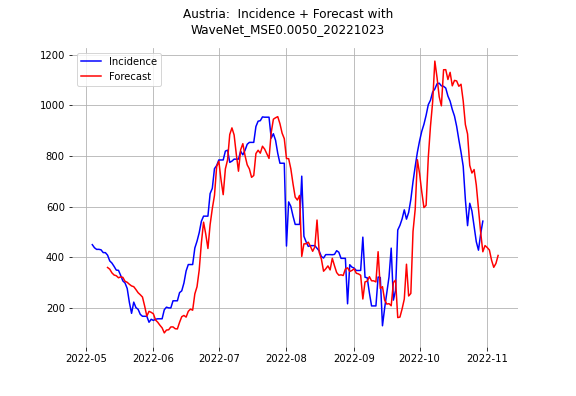 Austria:  Incidence + Forecast with
WaveNet_MSE0.0050_20221023
Incidence
Forecast
1200
1000
800
600
400
200
2022-05 2022-06 2022-07 2022-08 2022-09 2022-10 2022-11